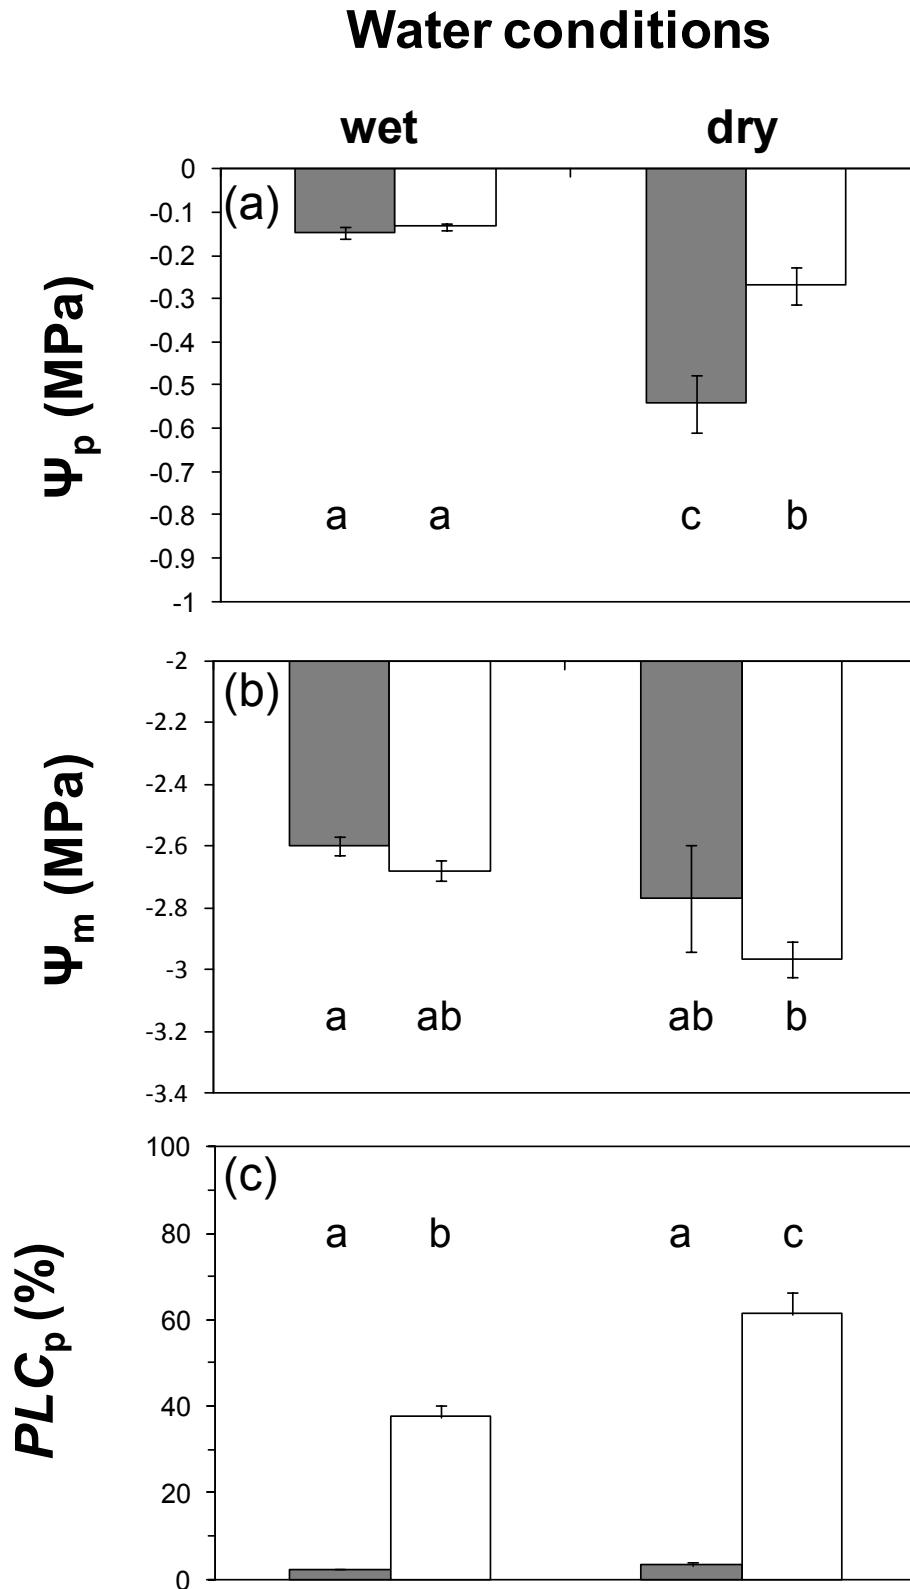 Water conditions
wet dry
(a)
Ψp (MPa)
0
-0.1
-0.2
-0.3
-0.4
-0.5
-0.6
-0.7
-0.8
-0.9
-1
a a c b
(b)
Ψm (MPa)
-2
-2.2
-2.4
-2.6
-2.8
-3
-3.2
-3.4
a ab ab b
(c)
PLCp (%)
100
80
60
40
20
0
a b a c